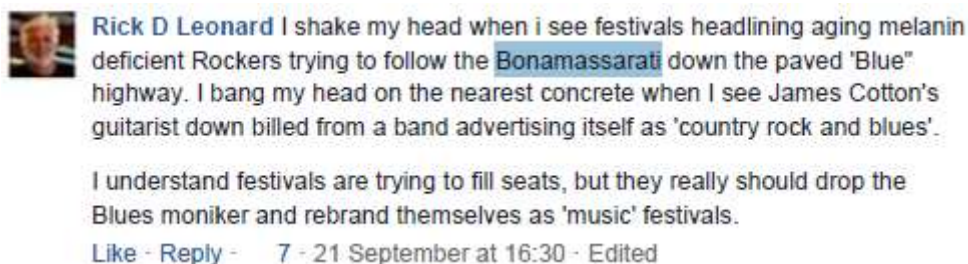 Rick D Leonard I shake my head when i see festivals headlining aging melanin
deficient Rockers trying to follow the Bonamassarati down the paved 'Blue"
highway. I bang my head on the nearest concrete when I see James Cotton's
guitarist down billed from a band advertising itself as 'country rock and blues'.
I understand festivals are trying to fill seats, but they really should drop the
Blues moniker and rebrand themselves as 'music' festivals.
Like · Reply · 7 · 21 September at 16:30 · Edited